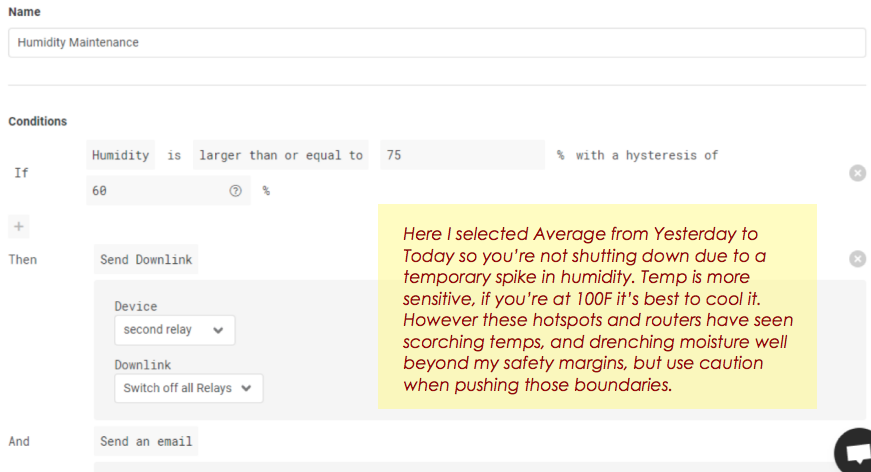 Name
Humidity Maintenance
Conditions
If Humidity is larger than or equal to 75 % with a hysteresis of
60 ? %
+
Then Send Downlink
Device
second relay
Downlink
Switch off all Relays
And Send an email
Here I selected Average from Yesterday to
Today so you're not shutting down due to a
temporary spike in humidity. Temp is more
sensitive, if you're at 100F it's best to cool it.
However these hotspots and routers have seen
scorching temps, and drenching moisture well
beyond my safety margins, but use caution
when pushing those boundaries.